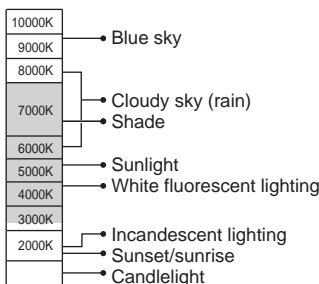 10000K
9000K
8000K
7000K
6000K
5000K
4000K
3000K
2000K
Blue sky
Cloudy sky (rain)
Shade
Sunlight
White fluorescent lighting
Incandescent lighting
Sunset/sunrise
Candlelight